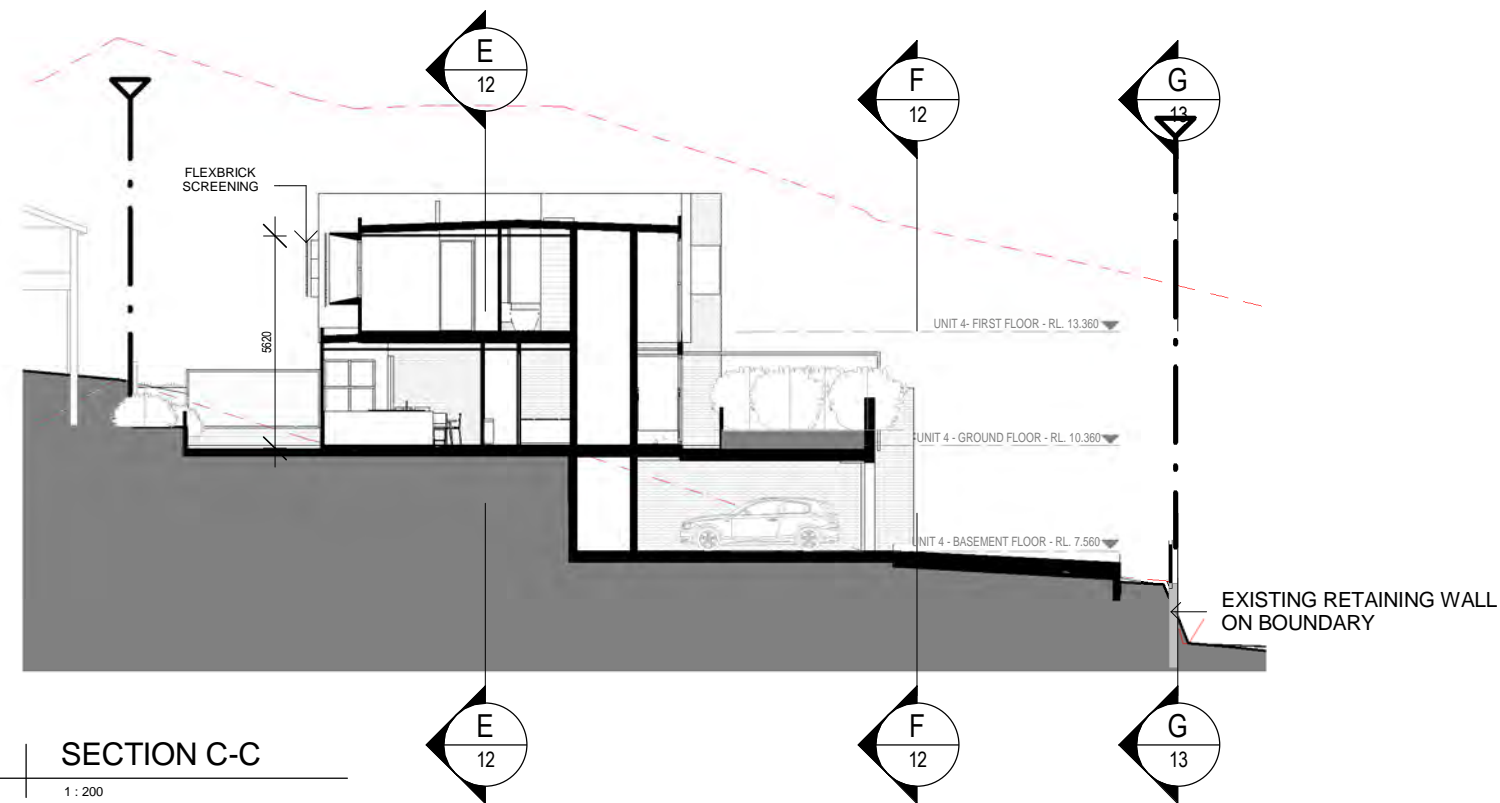 E
12
F
12
G
13
FLEXBRICK
SCREENING
5620
UNIT 4- FIRST FLOOR - RL. 13.360
UNIT 4 - GROUND FLOOR - RL. 10.360
UNIT 4 - BASEMENT FLOOR - RL. 7.560
EXISTING RETAINING WALL
ON BOUNDARY
E
12
F
12
G
13
SECTION C-C
1 : 200